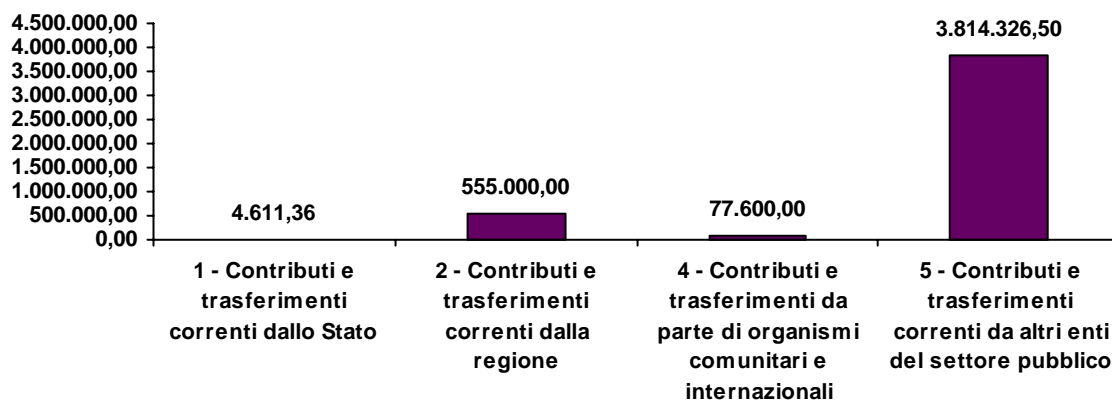 4.500.000,00
4.000.000,00
3.500.000,00
3.000.000,00
2.500.000,00
2.000.000,00
1.500.000,00
1.000.000,00
500.000,00
0,00
4.611,36
555.000,00
77.600,00
3.814.326,50
1 - Contributi e
trasferimenti
correnti dallo Stato
2 - Contributi e
trasferimenti
correnti dalla
regione
4 - Contributi e
trasferimenti da
parte di organismi
comunitari e
internazionali
5 - Contributi e
trasferimenti
correnti da altri enti
del settore pubblico